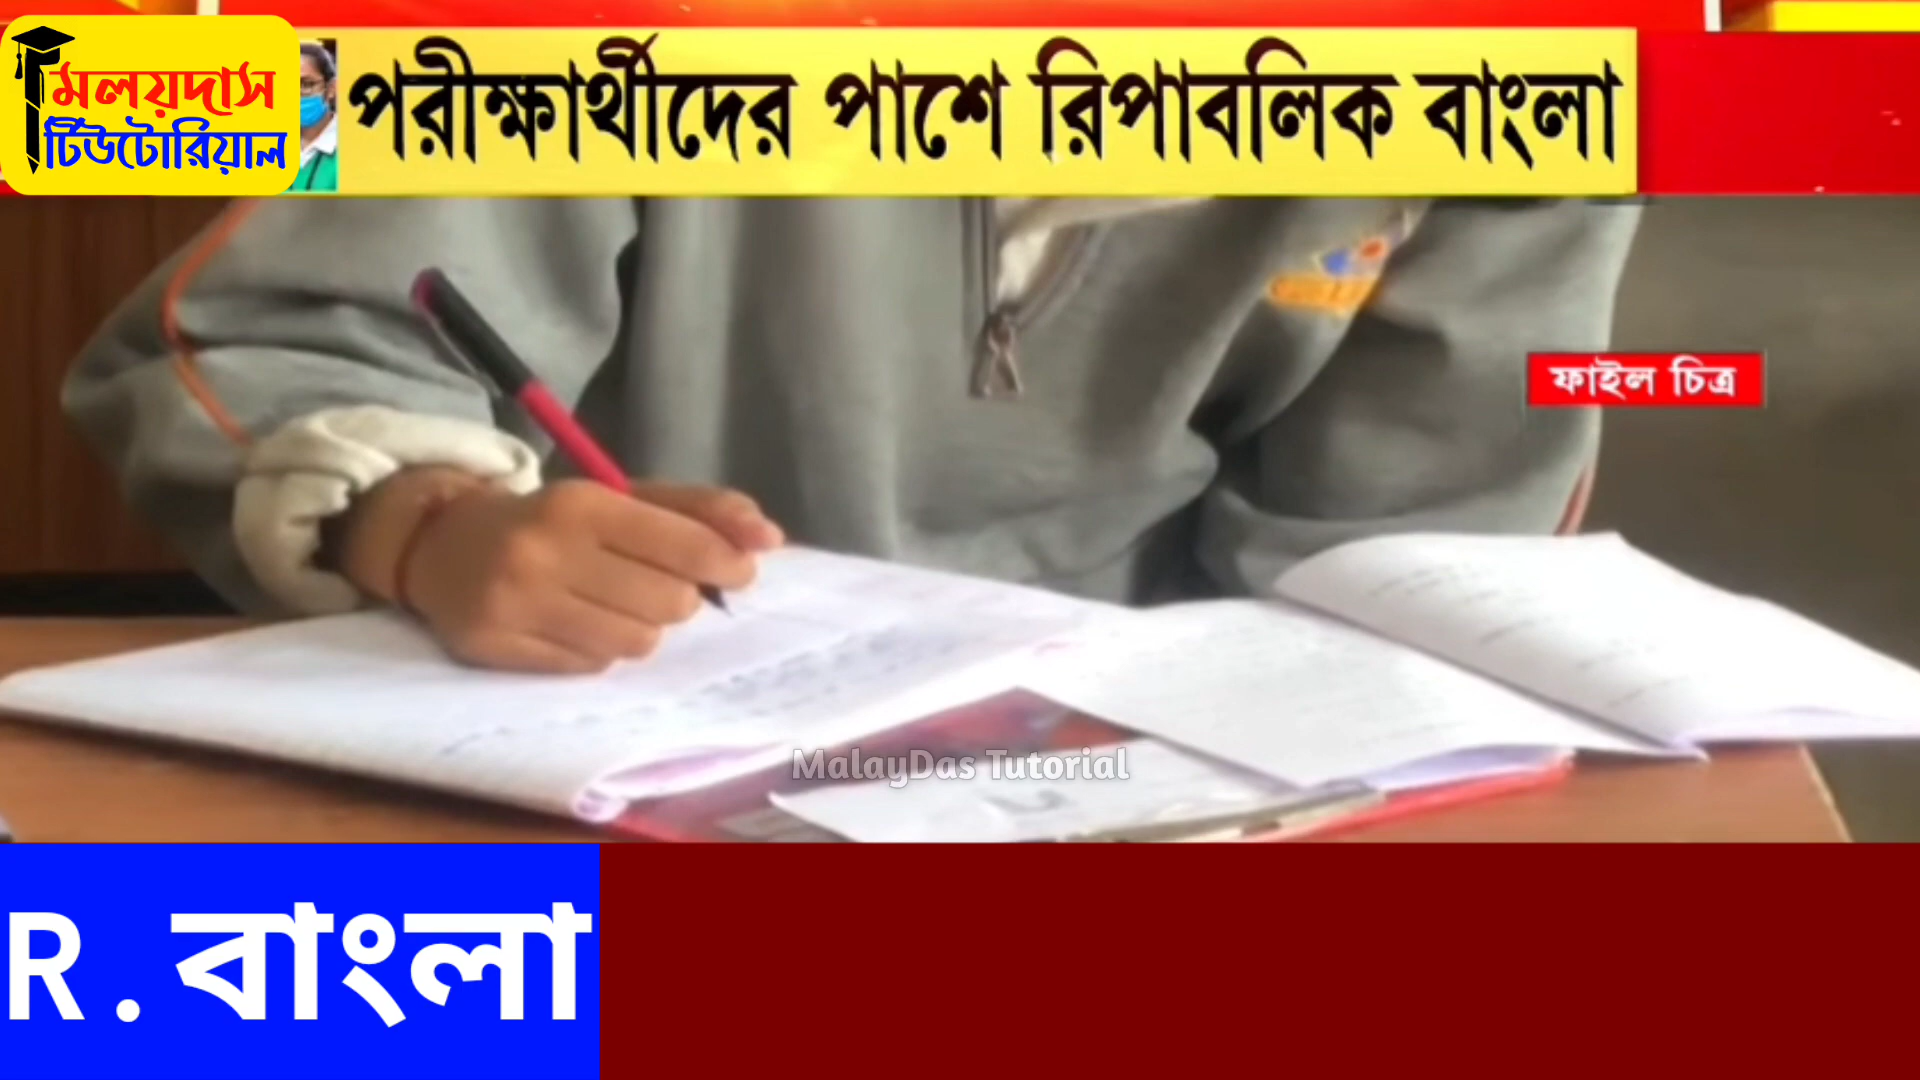 মলয়দাস
টিউটোরিয়াল
পরীক্ষার্থীদের পাশে রিপাবলিক বাংলা
ফাইল চিত্র
MalayDas Tutorial
R.বাংলা